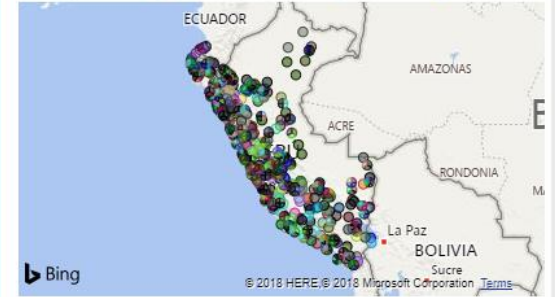 ECUADOR
AMAZONAS
ACRE
RONDONIA
La Paz
BOLIVIA
Sucre
Bing
© 2018 HERE, © 2018 Microsoft Corporation Terms